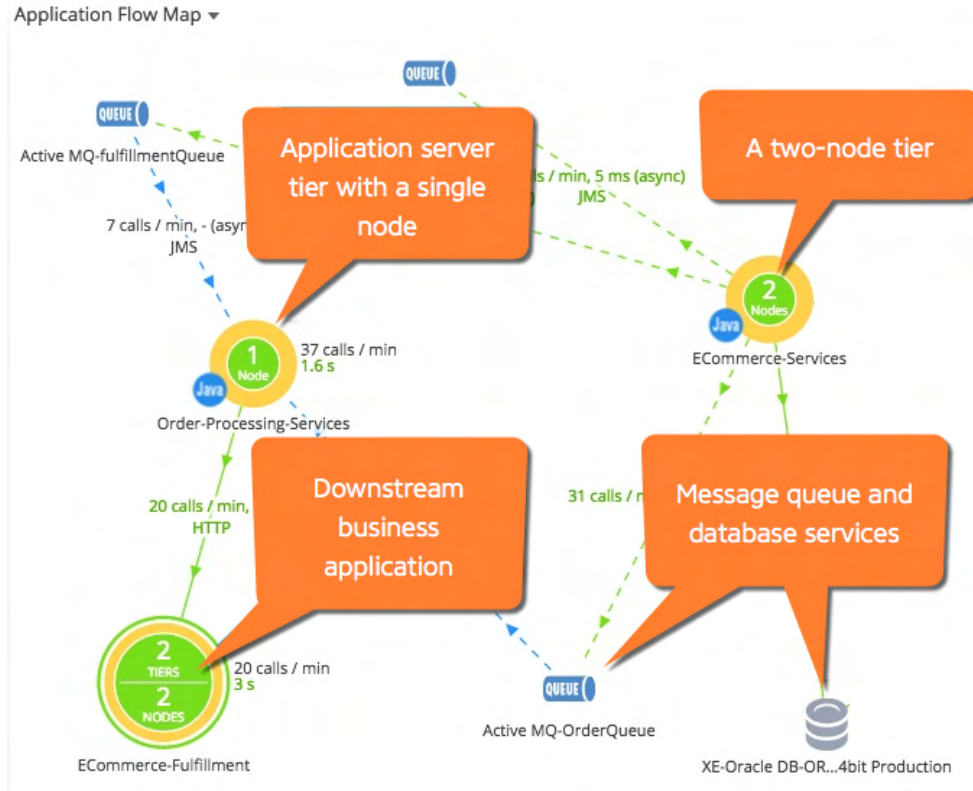 Application Flow Map
QUEUE
QUEUE
Active MQ-fulfillmentQueue
Application server
tier with a single
node
A two-node tier
/ min, 5 ms (async)
JMS
7 calls / min, -
JMS
2
Nodes
Java
ECommerce-Services
1
Node
Java
37 calls / min
1.6 s
Order-Processing-Services
20 calls / min,
HTTP
Downstream
business
application
31 calls /
Message queue and
database services
2
TIERS
2
NODES
20 calls / min
3 s
ECommerce-Fulfillment
QUEUE
Active MQ-OrderQueue
XE-Oracle DB-OR...4bit Production